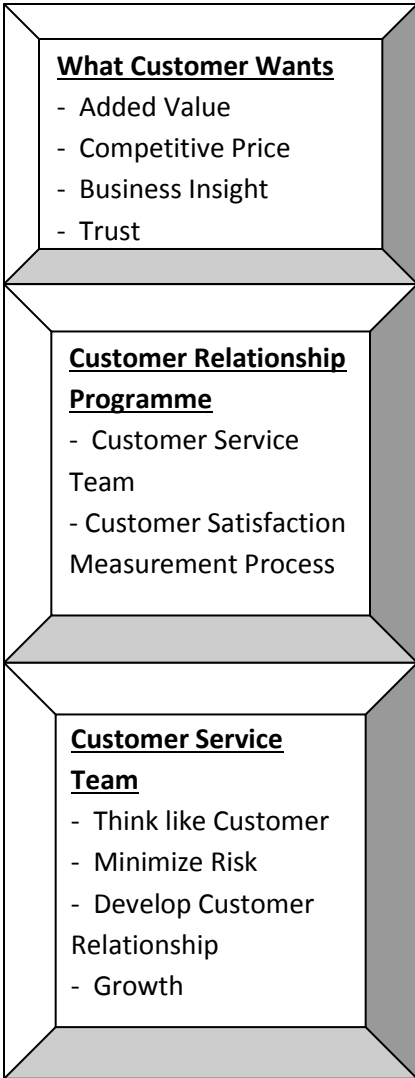 What Customer Wants
- Added Value
- Competitive Price
- Business Insight
- Trust
Customer Relationship
Programme
- Customer Service
Team
- Customer Satisfaction
Measurement Process
Customer Service
Team
- Think like Customer
- Minimize Risk
- Develop Customer
Relationship
- Growth